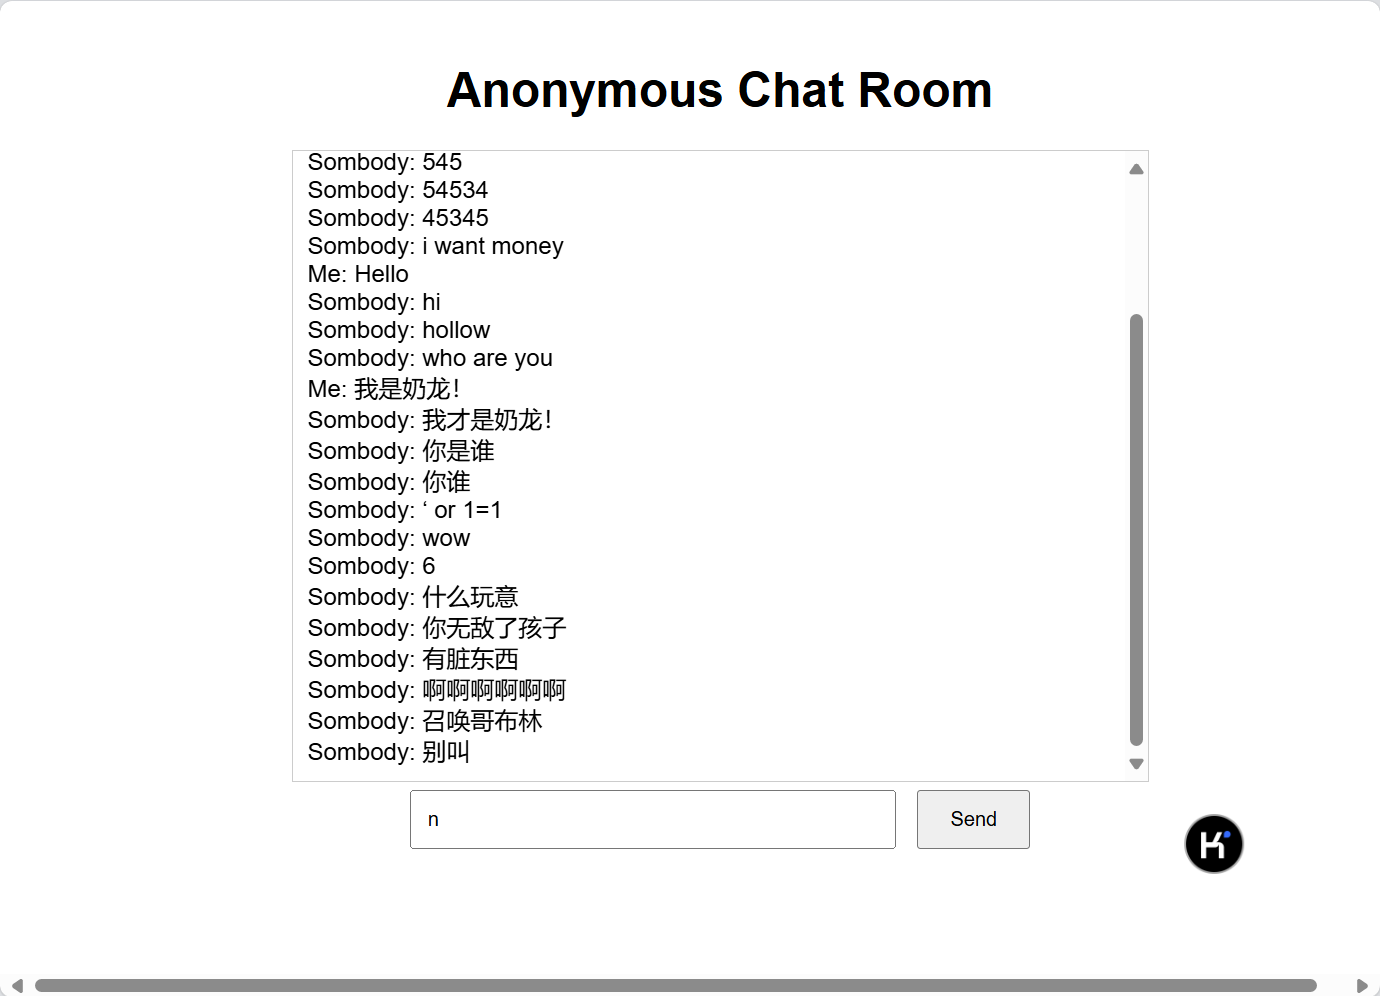 Anonymous Chat Room
Sombody: 545
Sombody: 54534
Sombody: 45345
Sombody: i want money
Me: Hello
Sombody: hi
Sombody: hollow
Sombody: who are you
Me: 我是奶龙！
Sombody: 我才是奶龙！
Sombody: 你是谁
Sombody: 你谁
Sombody: ‘ or 1=1
Sombody: wow
Sombody: 6
Sombody: 什么玩意
Sombody: 你无敌了孩子
Sombody: 有脏东西
Sombody: 啊啊啊啊啊啊
Sombody: 召唤哥布林
Sombody: 别叫
n
Send
K